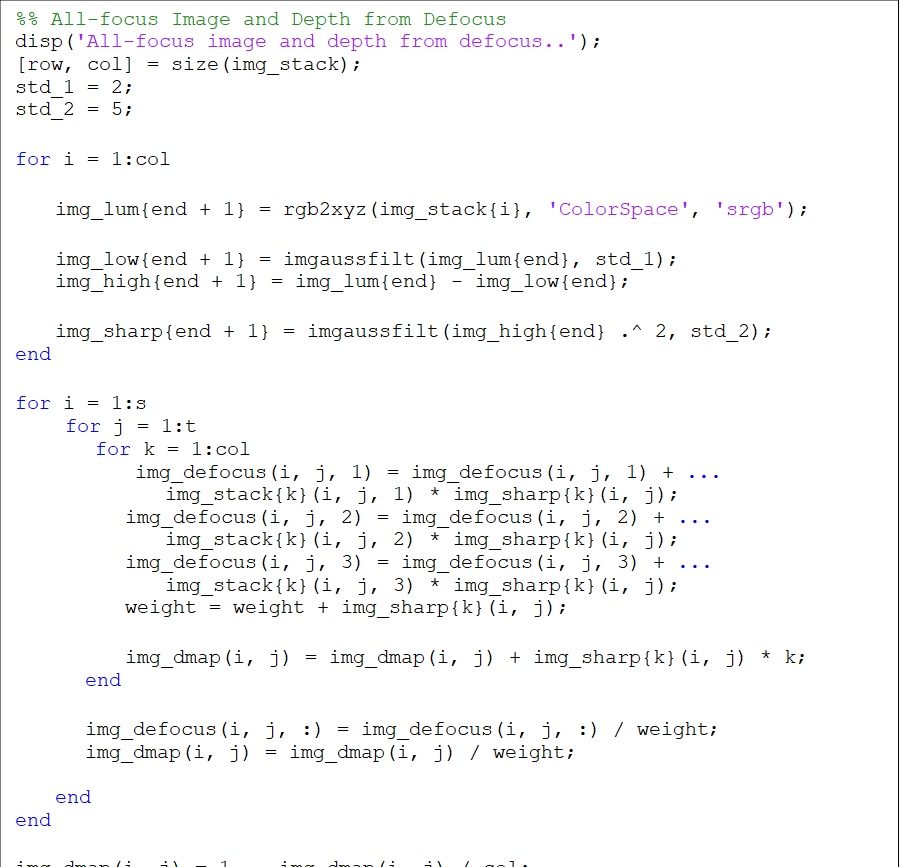 %% All-focus Image and Depth from Defocus
disp('All-focus image and depth from defocus..');
[row, col] = size(img_stack);
std_1 = 2;
std_2 = 5;
for i = 1:col
img_lum{end + 1} = rgb2xyz(img_stack{i}, 'ColorSpace', 'srgb');
img_low{end + 1} = imgaussfilt(img_lum{end}, std_1);
img_high{end + 1} = img_lum{end} - img_low{end};
img_sharp{end + 1} = imgaussfilt(img_high{end} .^ 2, std_2);
end
for i = 1:s
for j = 1:t
for k = 1:col
img_defocus(i, j, 1) = img_defocus(i, j, 1) + ...
img_stack{k}(i, j, 1) * img_sharp{k}(i, j);
img_defocus(i, j, 2) = img_defocus(i, j, 2) + ...
img_stack{k}(i, j, 2) * img_sharp{k}(i, j);
img_defocus(i, j, 3) = img_defocus(i, j, 3) + ...
img_stack{k}(i, j, 3) * img_sharp{k}(i, j);
weight = weight + img_sharp{k}(i, j);
img_dmap(i, j) = img_dmap(i, j) + img_sharp{k}(i, j) * k;
end
img_defocus(i, j, :) = img_defocus(i, j, :) / weight;
img_dmap(i, j) = img_dmap(i, j) / weight;
end
end